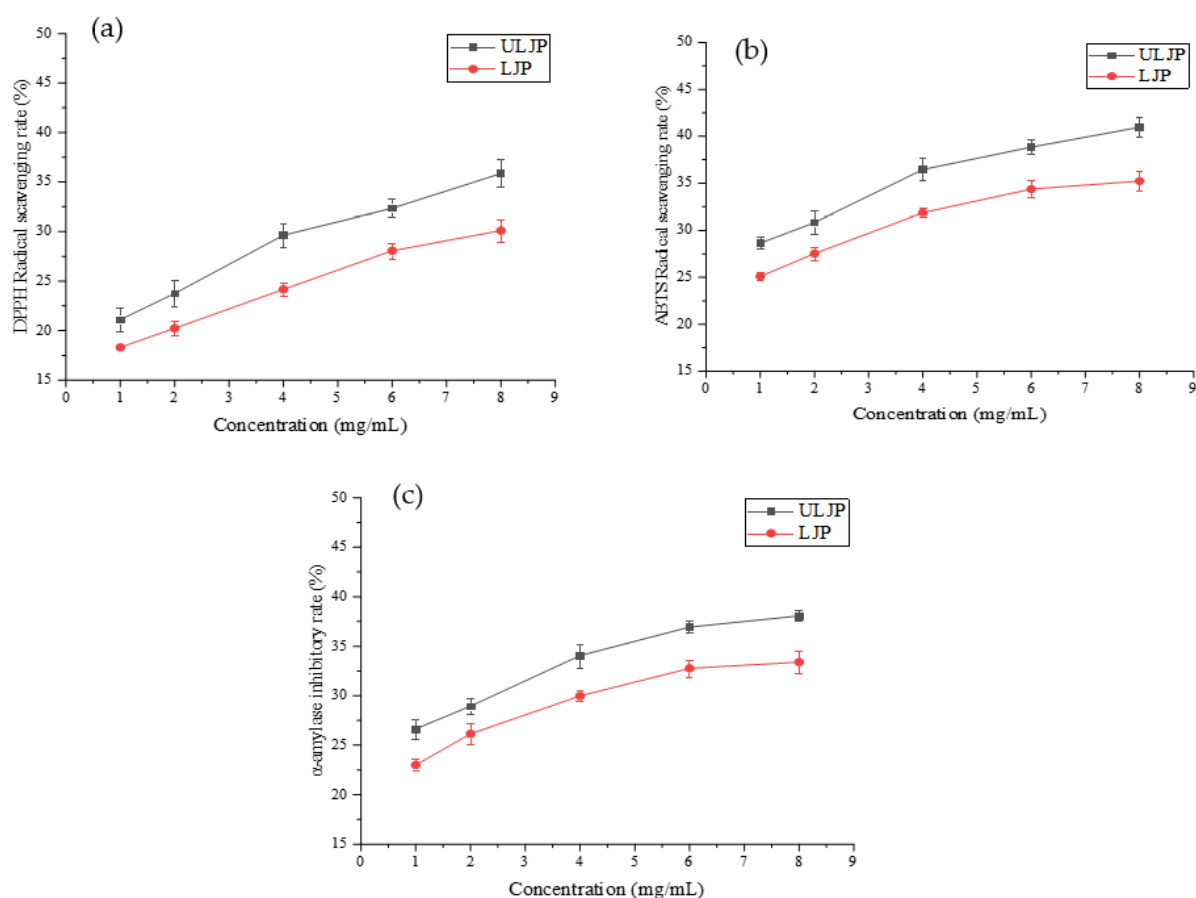 (a)
ULJP
LJP
DPPH Radical scavenging rate (%)
50
45
40
35
30
25
20
15
0 1 2 3 4 5 6 7 8 9
Concentration (mg/mL)
(b)
ULJP
LJP
ABTS Radical scavenging rate (%)
50
45
40
35
30
25
20
15
0 1 2 3 4 5 6 7 8 9
Concentration (mg/mL)
(c)
ULJP
LJP
α-amylase inhibitory rate (%)
50
45
40
35
30
25
20
15
0 1 2 3 4 5 6 7 8 9
Concentration (mg/mL)